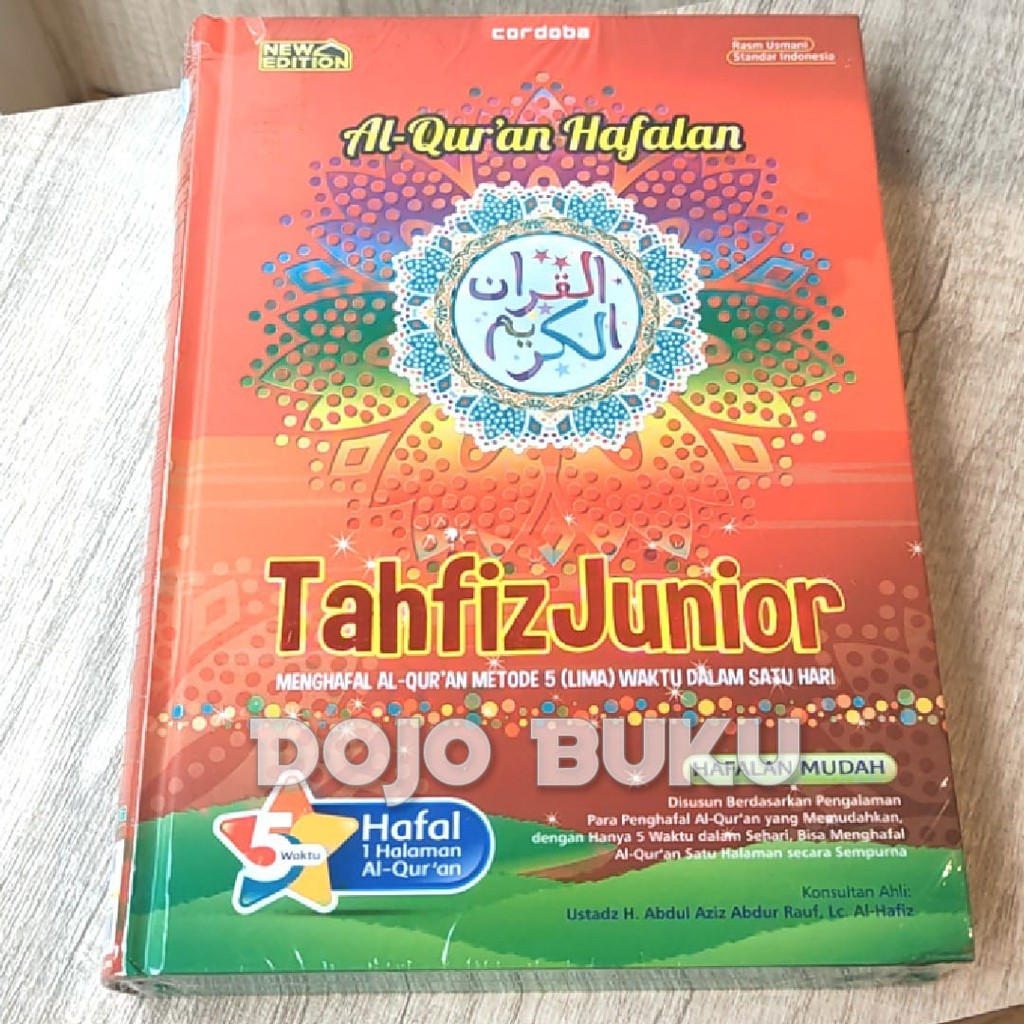 cordoba
NEW
EDITION
Rasm Usmani
Standar Indonesia
Al-Qur'an Hafalan
القرآن
الكريم
Tahfiz Junior
MENGHAFAL AL-QUR'AN METODE 5 (LIMA) WAKTU DALAM SATU HARI
DOJO BUKU
HAFALAN MUDAH
Disusun Berdasarkan Pengalaman
Para Penghafal Al-Qur'an yang Memudahkan,
dengan Hanya 5 Waktu dalam Sehari, Bisa Menghafal
Al-Qur'an Satu Halaman secara Sempurna
5
Waktu
Hafal
1 Halaman
Al-Qur'an
Konsultan Ahli:
Ustadz H. Abdul Aziz Abdur Rauf, Lc. Al-Hafiz